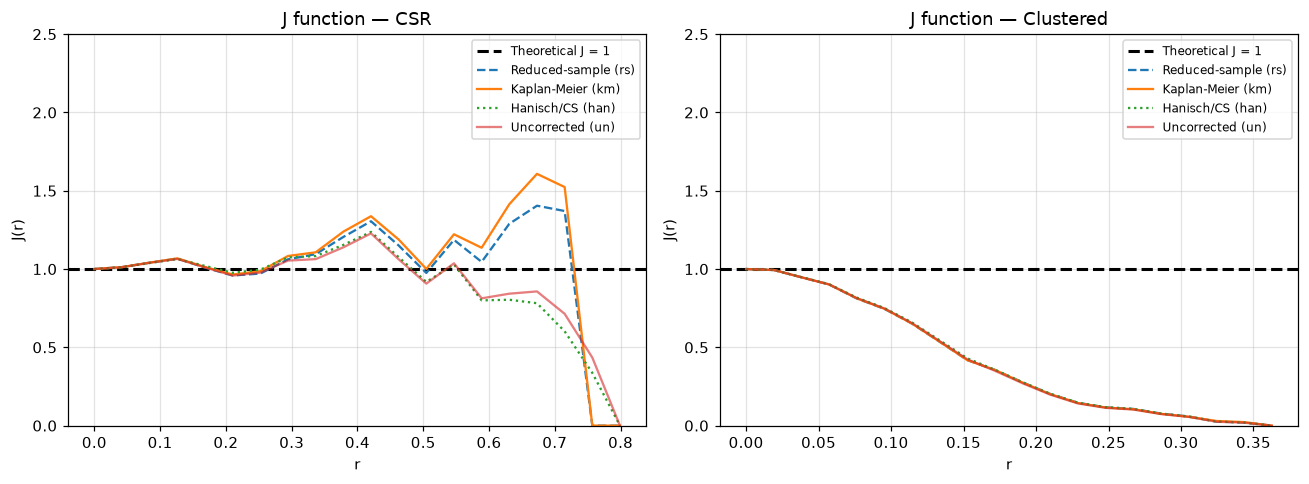 J function — CSR
2.5
2.0
1.5
1.0
0.5
0.0
J(r)
0.0 0.1 0.2 0.3 0.4 0.5 0.6 0.7 0.8
r
Theoretical J = 1
Reduced-sample (rs)
Kaplan-Meier (km)
Hanisch/CS (han)
Uncorrected (un)
J function — Clustered
2.5
2.0
1.5
1.0
0.5
0.0
J(r)
0.00 0.05 0.10 0.15 0.20 0.25 0.30 0.35
r
Theoretical J = 1
Reduced-sample (rs)
Kaplan-Meier (km)
Hanisch/CS (han)
Uncorrected (un)